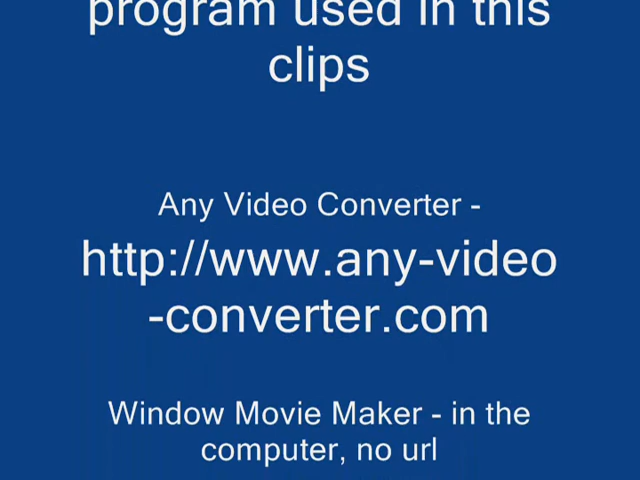 program used in this
clips
Any Video Converter -
http://www.any-video
-converter.com
Window Movie Maker - in the
computer, no url